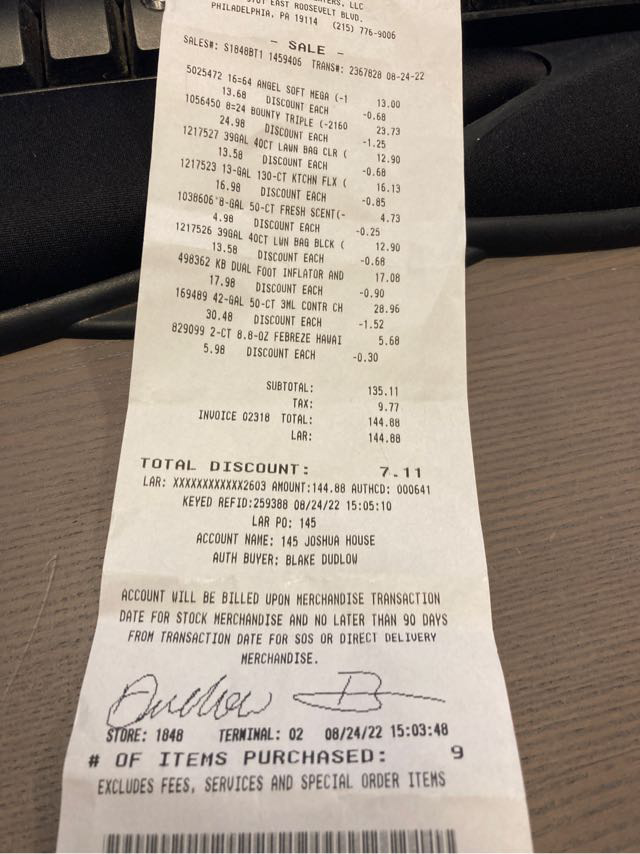 LLC
EAST ROOSEVELT BLVD.
PHILADELPHIA, PA 19114 (215) 776-9006
- SALE -
SALES#: S1848BT1 1459406 TRANS#: 2367828 08-24-22
5025472 16=64 ANGEL SOFT MEGA (-1 13.00
13.68 DISCOUNT EACH -0.68
1056450 8=24 BOUNTY TRIPLE (-2160 23.73
24.98 DISCOUNT EACH -1.25
1217527 39GAL 40CT LAWN BAG CLR ( 12.90
13.58 DISCOUNT EACH -0.68
1217523 13-GAL 130-CT KTCHN FLX ( 16.13
16.98 DISCOUNT EACH -0.85
1038606 8-GAL 50-CT FRESH SCENT(- 4.73
4.98 DISCOUNT EACH -0.25
1217526 39GAL 40CT LWN BAG BLCK ( 12.90
13.58 DISCOUNT EACH -0.68
498362 KB DUAL FOOT INFLATOR AND 17.08
17.98 DISCOUNT EACH -0.90
169489 42-GAL 50-CT 3ML CONTR CH 28.96
30.48 DISCOUNT EACH -1.52
829099 2-CT 8.8-OZ FEBREZE HAWAI 5.68
5.98 DISCOUNT EACH -0.30
SUBTOTAL: 135.11
TAX: 9.77
INVOICE 02318 TOTAL: 144.88
LAR: 144.88
TOTAL DISCOUNT: 7.11
LAR: XXXXXXXXXXXX2603 AMOUNT:144.88 AUTHCD: 000641
KEYED REFID:259388 08/24/22 15:05:10
LAR PO: 145
ACCOUNT NAME: 145 JOSHUA HOUSE
AUTH BUYER: BLAKE DUDLOW
ACCOUNT WILL BE BILLED UPON MERCHANDISE TRANSACTION
DATE FOR STOCK MERCHANDISE AND NO LATER THAN 90 DAYS
FROM TRANSACTION DATE FOR SOS OR DIRECT DELIVERY
MERCHANDISE.
Dudlow B
STORE: 1848 TERMINAL: 02 08/24/22 15:03:48
# OF ITEMS PURCHASED: 9
EXCLUDES FEES, SERVICES AND SPECIAL ORDER ITEMS